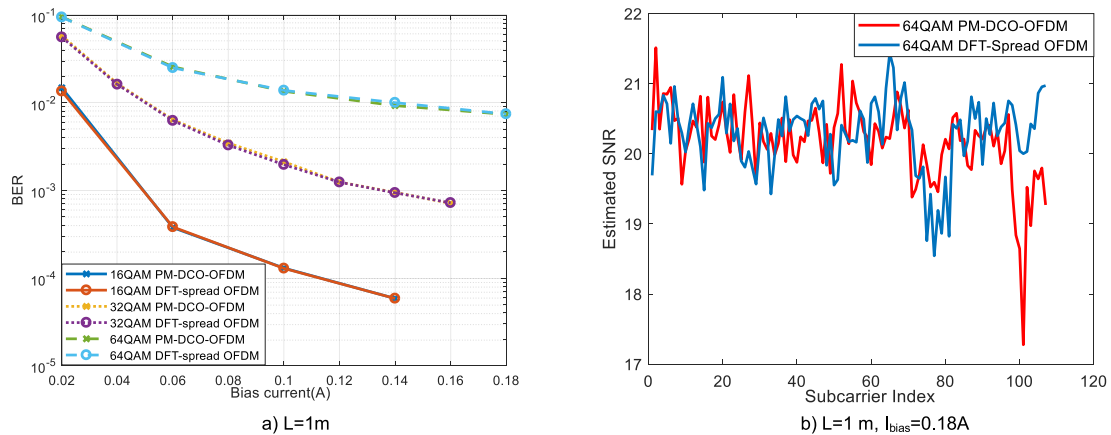 10^-1
10^-2
10^-3
10^-4
10^-5
BER
0.02 0.04 0.06 0.08 0.1 0.12 0.14 0.16 0.18
Bias current(A)
16QAM PM-DCO-OFDM
16QAM DFT-spread OFDM
32QAM PM-DCO-OFDM
32QAM DFT-spread OFDM
64QAM PM-DCO-OFDM
64QAM DFT-spread OFDM
a) L=1m
22
21
20
19
18
17
Estimated SNR
0 20 40 60 80 100 120
Subcarrier Index
64QAM PM-DCO-OFDM
64QAM DFT-Spread OFDM
b) L=1 m, Ibias=0.18A